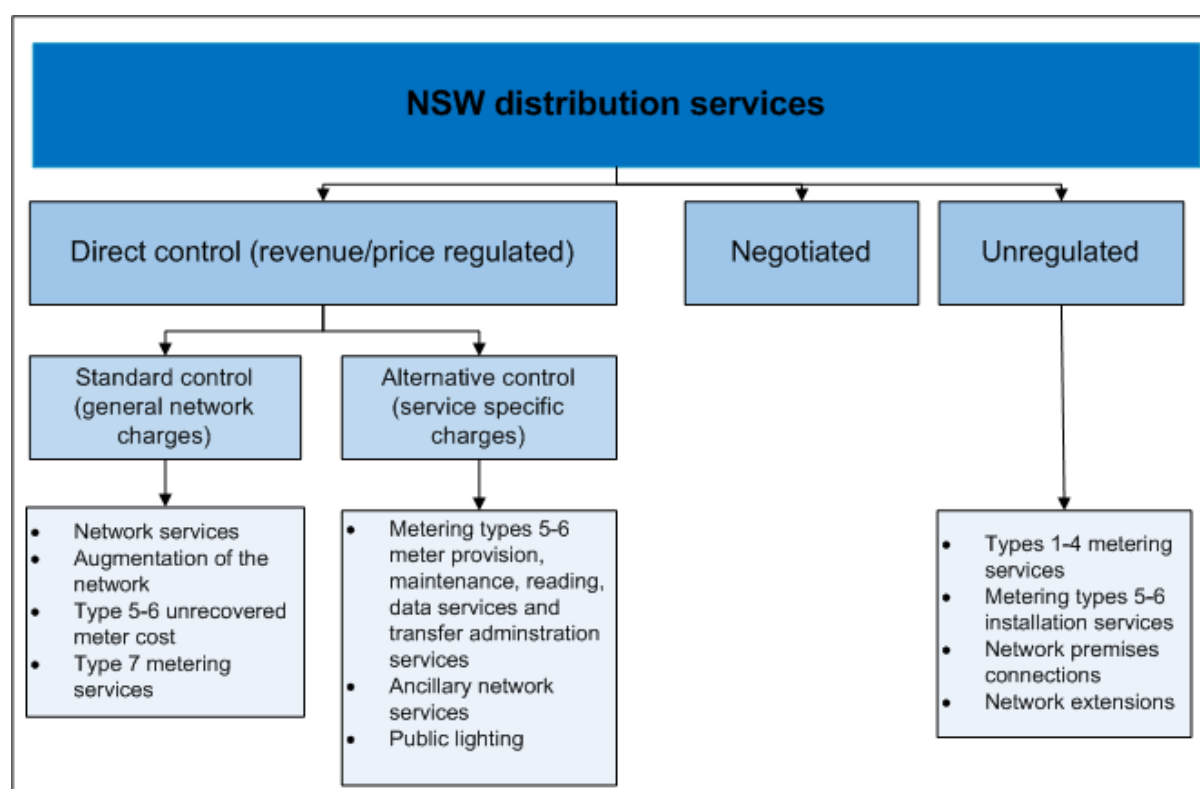 NSW distribution services
Direct control (revenue/price regulated)
Negotiated
Unregulated
Standard control
(general network
charges)
Alternative control
(service specific
charges)
• Network services
• Augmentation of the
network
• Type 5-6 unrecovered
meter cost
• Type 7 metering
services
• Metering types 5-6
meter provision,
maintenance, reading,
data services and
transfer adminstration
services
• Ancillary network
services
• Public lighting
• Types 1-4 metering
services
• Metering types 5-6
installation services
• Network premises
connections
• Network extensions